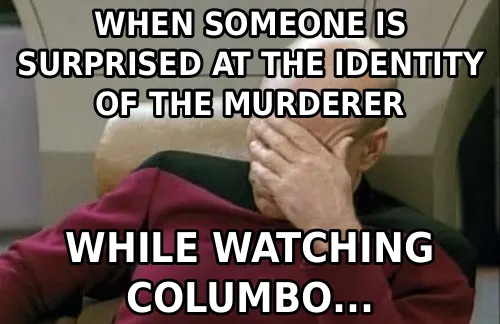 WHEN SOMEONE IS
SURPRISED AT THE IDENTITY
OF THE MURDERER
WHILE WATCHING
COLUMBO...